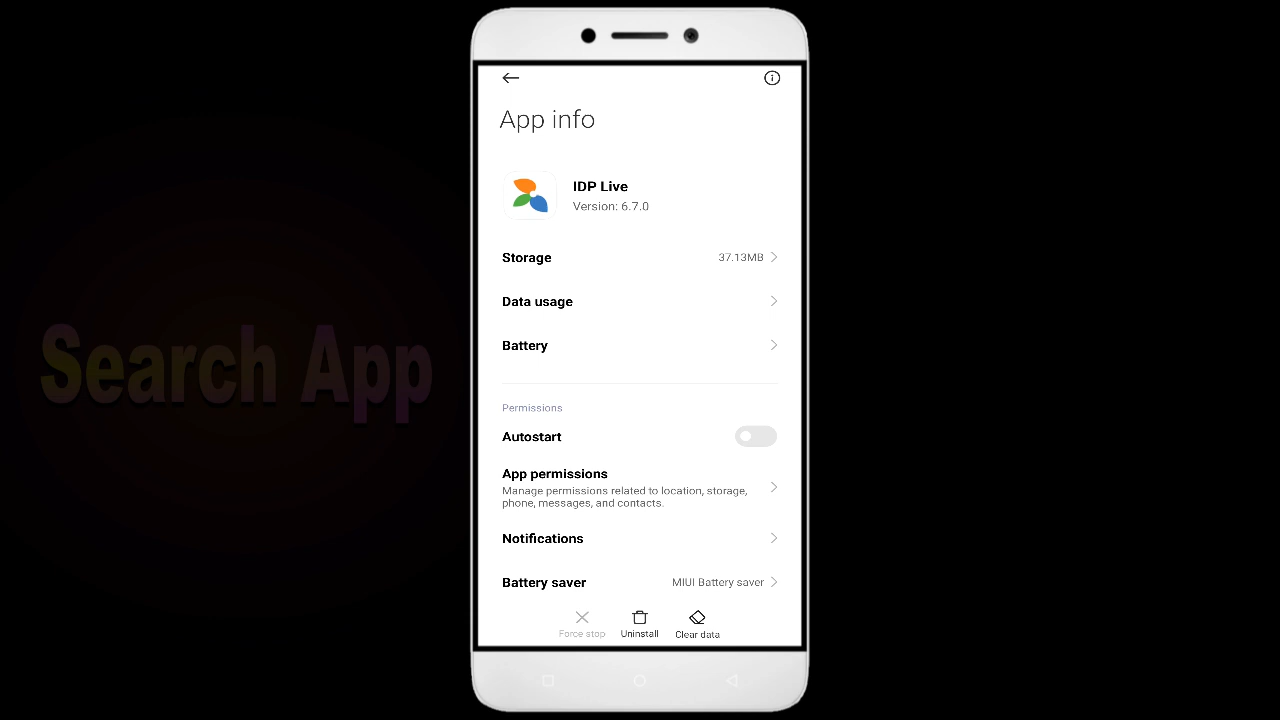 Search App
App info
IDP Live
Version: 6.7.0
Storage 37.13MB
Data usage
Battery
Permissions
Autostart
App permissions
Manage permissions related to location, storage,
phone, messages, and contacts.
Notifications
Battery saver MIUI Battery saver
Force stop Uninstall Clear data